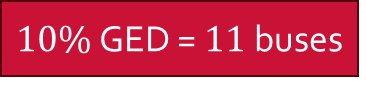 10% GED = 11 buses